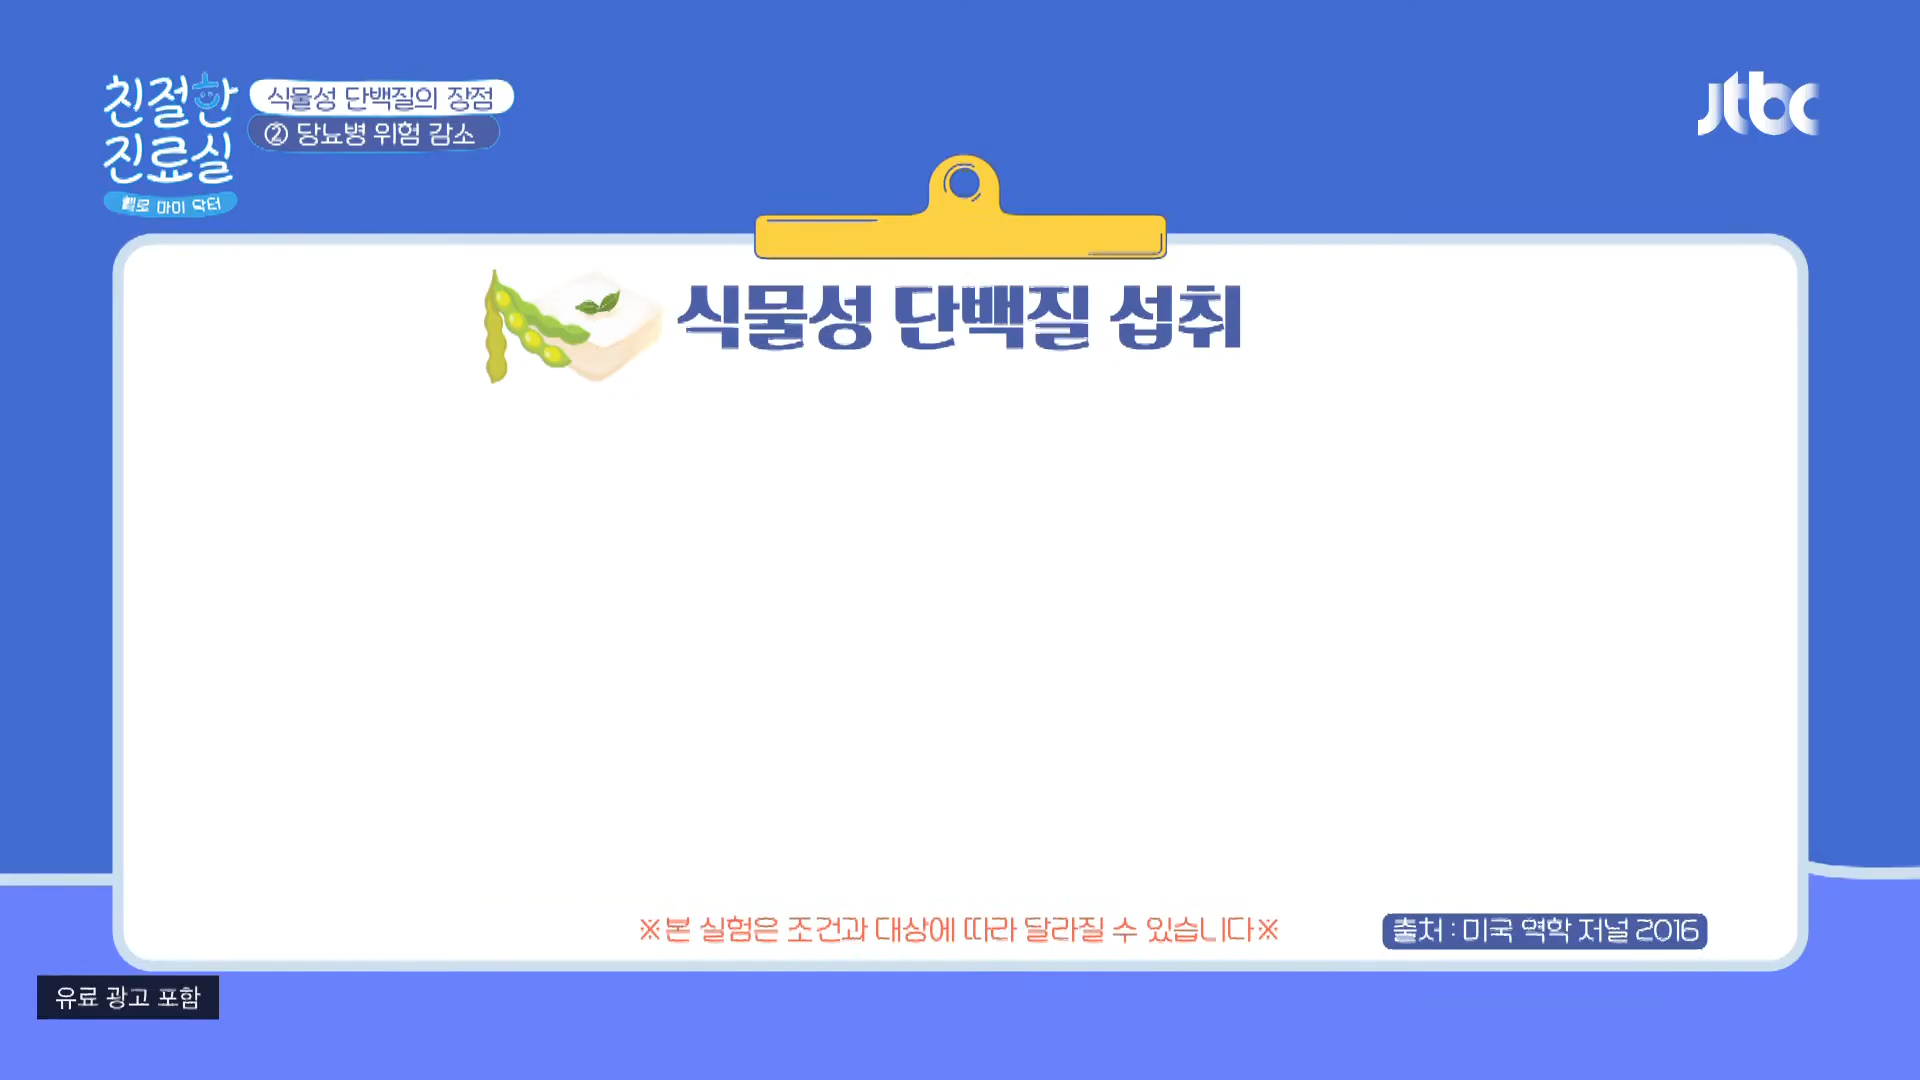 친절한
진료실
헬로 마이 닥터
식물성 단백질의 장점
② 당뇨병 위험 감소
jtbc
식물성 단백질 섭취
※본 실험은 조건과 대상에 따라 달라질 수 있습니다※
출처 : 미국 역학 저널 2016
유료 광고 포함